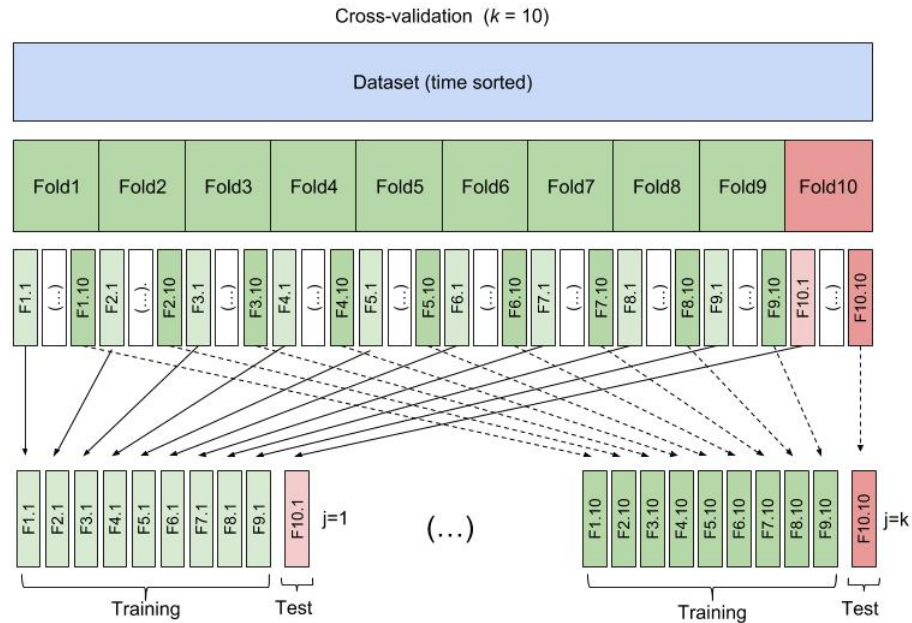 Cross-validation (k = 10)
Dataset (time sorted)
Fold1 Fold2 Fold3 Fold4 Fold5 Fold6 Fold7 Fold8 Fold9 Fold10
F1.1 (...) F1.10 F2.1 (...). F2.10 F3.1 (...) F3.10 F4.1 (...) F4.10 F5.1 (...) F5.10 F6.1 (...) F6.10 F7.1 (...) F7.10 F8.1 (...) F8.10 F9.1 (...) F9.10 F10.1 (...) F10.10
F1.1 F2.1 F3.1 F4.1 F5.1 F6.1 F7.1 F8.1 F9.1 F10.1 j=1 (...) F1.10 F2.10 F3.10 F4.10 F5.10 F6.10 F7.10 F8.10 F9.10 F10.10 j=k
Training Test Training Test